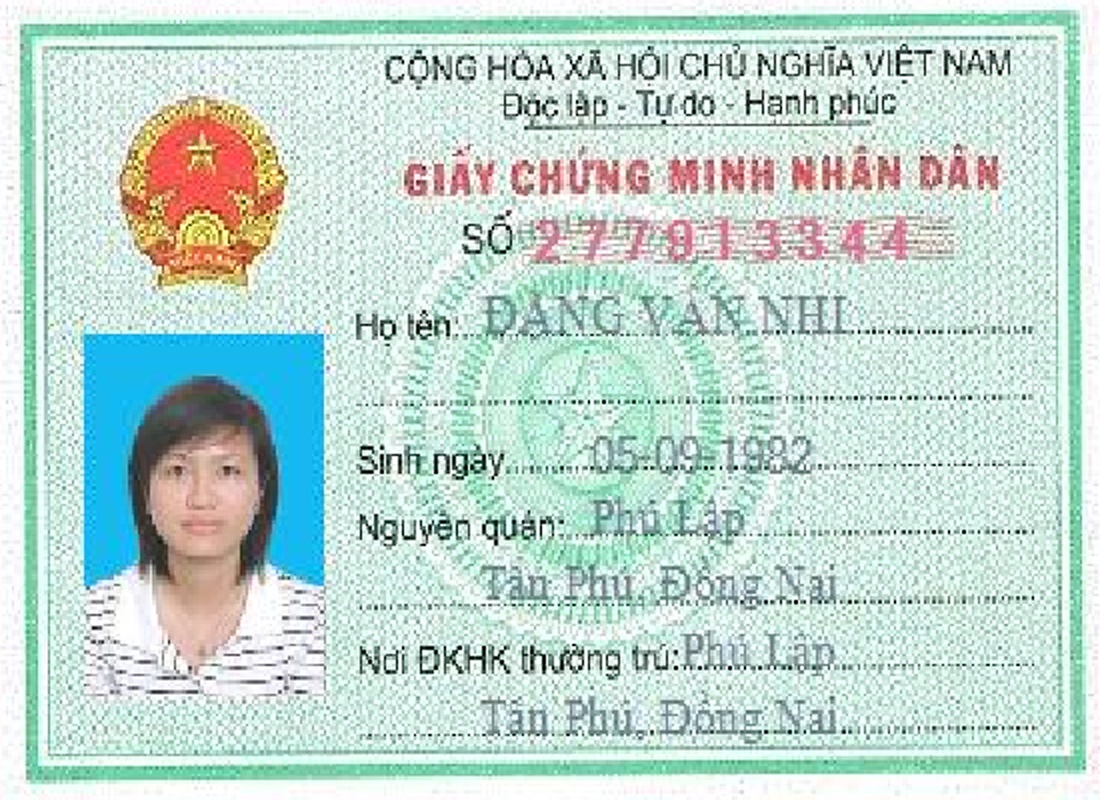 CỘNG HÒA XÃ HỘI CHỦ NGHĨA VIỆT NAM
Độc lập - Tự do - Hạnh phúc
GIẤY CHỨNG MINH NHÂN DÂN
SỐ 277913344
Họ tên: ĐẶNG VÂN NHI
Sinh ngày 05-09-1982
Nguyên quán: Phú Lập
Tân Phú, Đồng Nai
Nơi ĐKHK thường trú: Phú Lập
Tân Phú, Đồng Nai